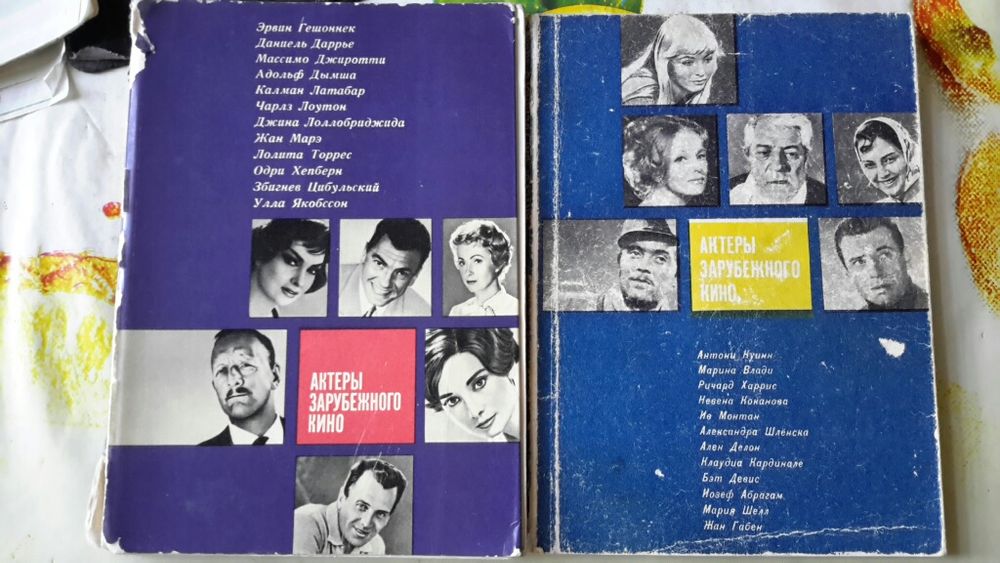 Эрвин Гешоннек
Даниель Даррье
Массимо Джиротти
Адольф Дымша
Калман Латабар
Чарлз Лоутон
Джина Лоллобриджида
Жан Марэ
Лолита Торрес
Одри Хепберн
Збигнев Цибульский
Улла Якобссон
АКТЕРЫ
ЗАРУБЕЖНОГО
КИНО
АКТЕРЫ
ЗАРУБЕЖНОГО
КИНО
Антони Куинн
Марина Влади
Ричард Харрис
Невена Коканова
Ив Монтан
Александра Шлёнска
Ален Делон
Клаудиа Кардинале
Бэт Девис
Иозеф Абрагам
Мария Шелл
Жан Габен